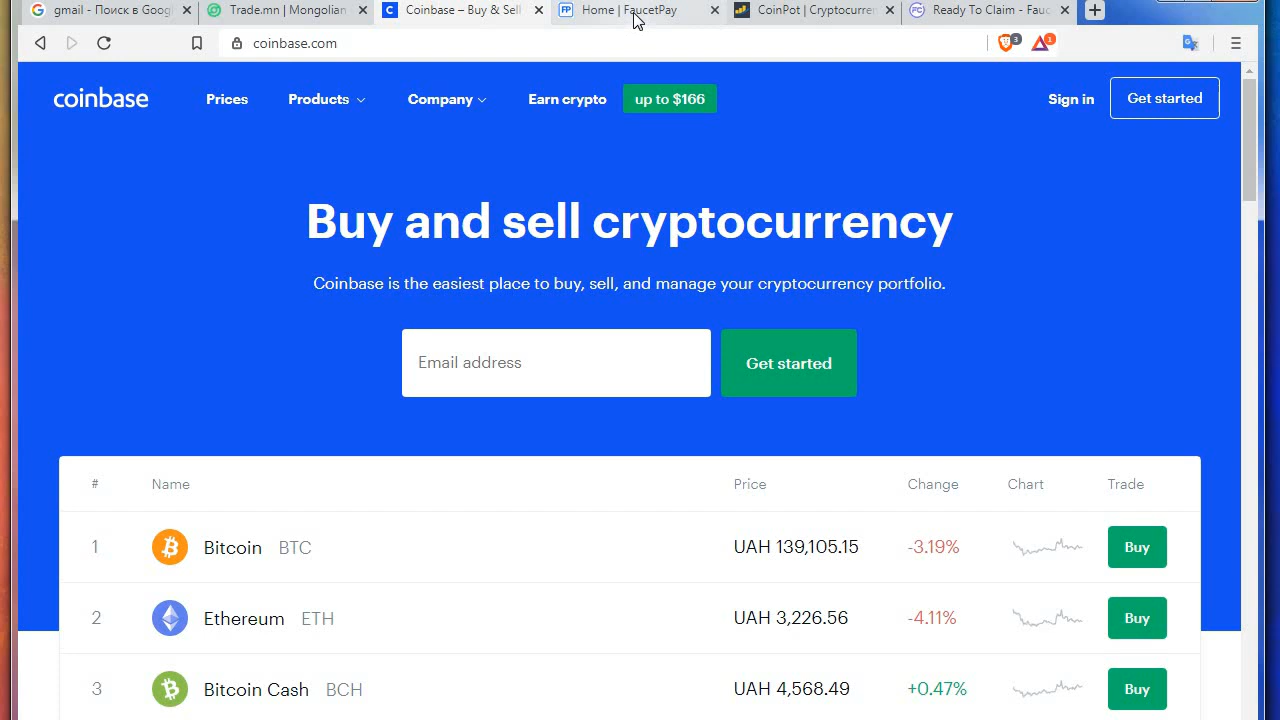 gmail - Поиск в Googl
Trade.mn | Mongolian
Coinbase – Buy & Sell
Home | FaucetPay
CoinPot | Cryptocurren
Ready To Claim - Fauc
coinbase.com
3
1
coinbase
Prices
Products
Company
Earn crypto
up to $166
Sign in
Get started
Buy and sell cryptocurrency
Coinbase is the easiest place to buy, sell, and manage your cryptocurrency portfolio.
Email address
Get started
# Name Price Change Chart Trade
1 Bitcoin BTC UAH 139,105.15 -3.19% Buy
2 Ethereum ETH UAH 3,226.56 -4.11% Buy
3 Bitcoin Cash BCH UAH 4,568.49 +0.47% Buy